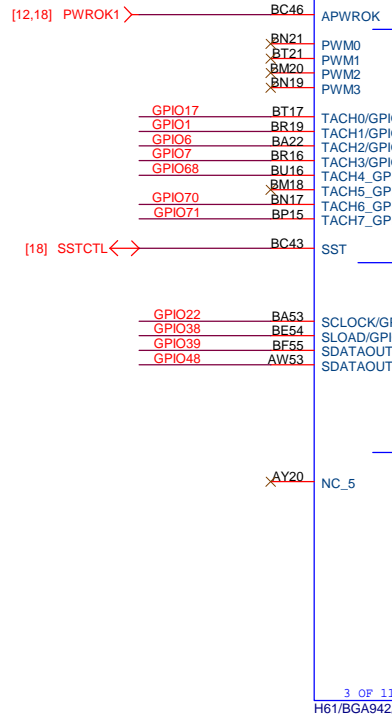 [12,18] PWROK1 BC46 APWROK
BN21 PWM0
BT21 PWM1
BM20 PWM2
BN19 PWM3
GPIO17 BT17 TACH0/GPI
GPIO1 BR19 TACH1/GPI
GPIO6 BA22 TACH2/GPI
GPIO7 BR16 TACH3/GPI
GPIO68 BU16 TACH4_GP
BM18 TACH5_GP
GPIO70 BN17 TACH6_GP
GPIO71 BP15 TACH7_GP
[18] SSTCTL BC43 SST
GPIO22 BA53 SCLOCK/G
GPIO38 BE54 SLOAD/GPI
GPIO39 BF55 SDATAOUT
GPIO48 AW53 SDATAOUT
AY20 NC_5
3 OF 11
H61/BGA942